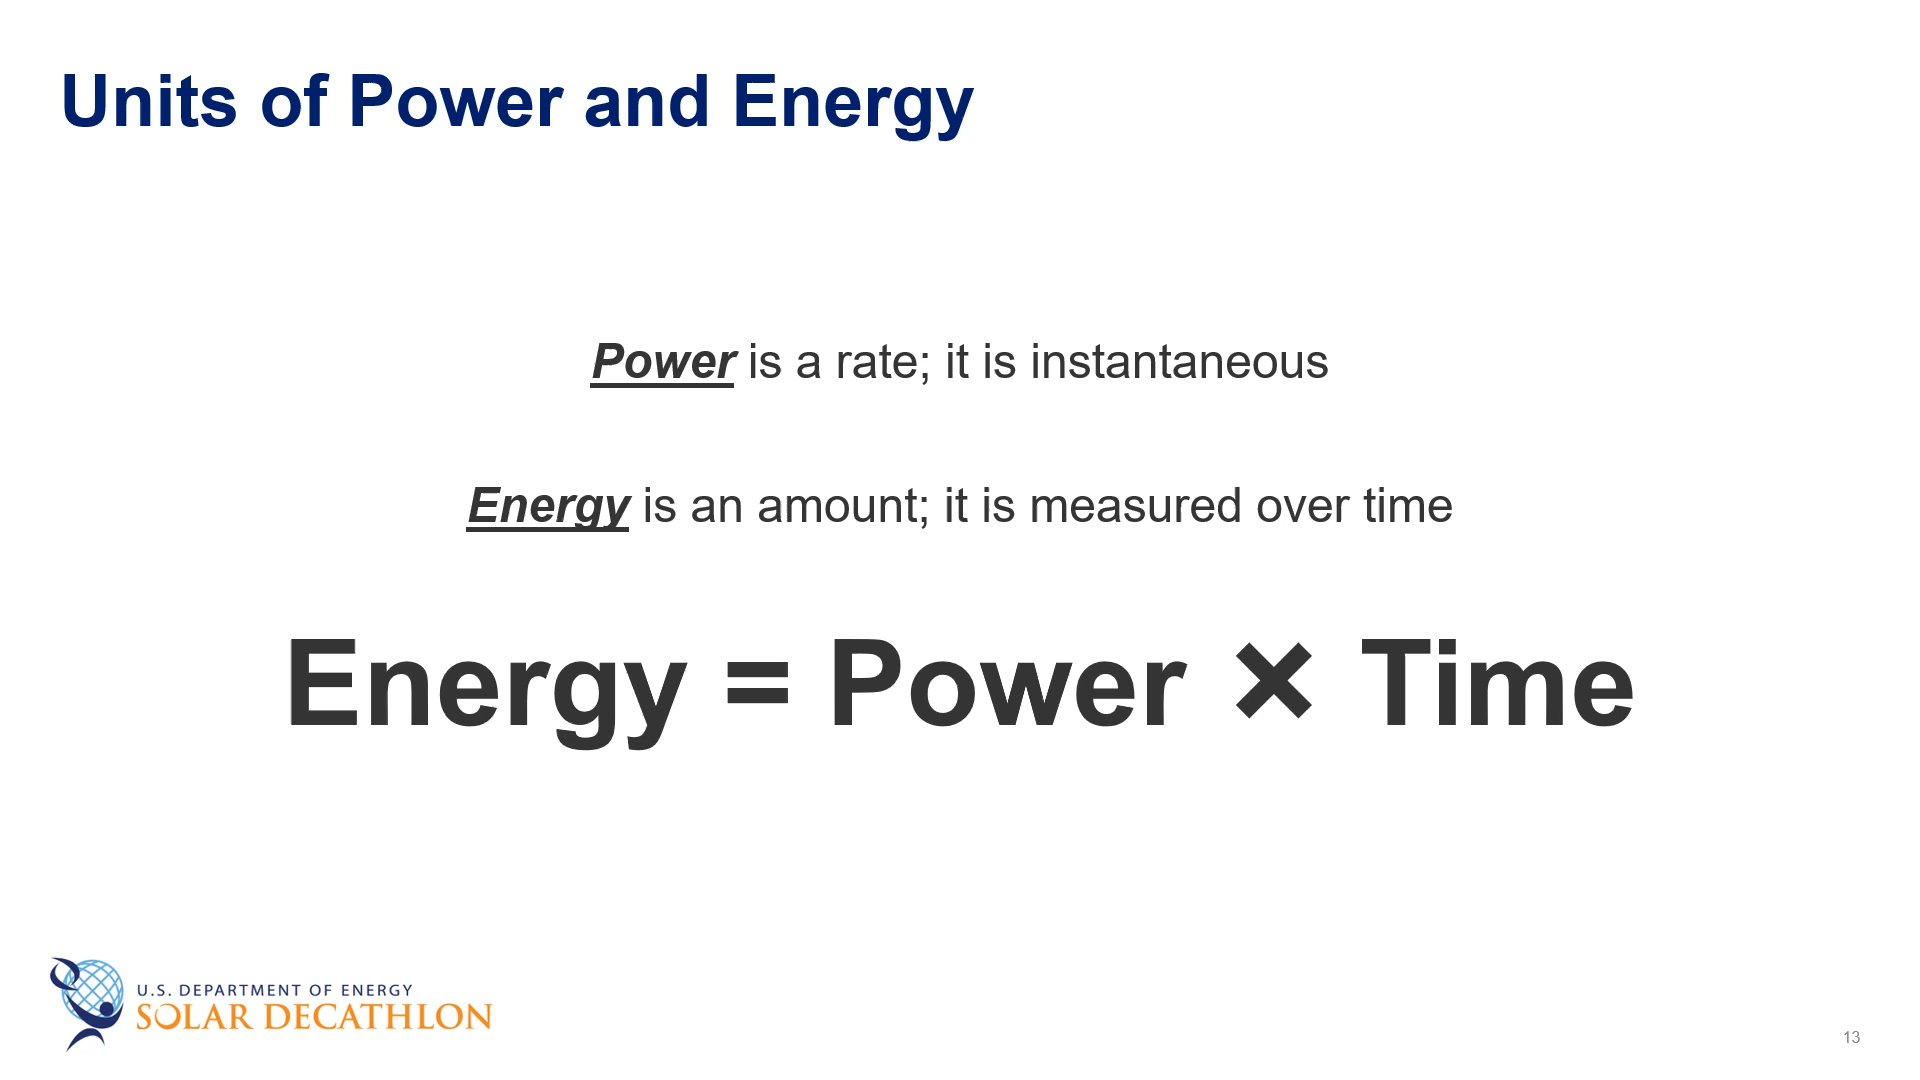 Units of Power and Energy
Power is a rate; it is instantaneous
Energy is an amount; it is measured over time
Energy = Power × Time
U.S. DEPARTMENT OF ENERGY
SOLAR DECATHLON
13